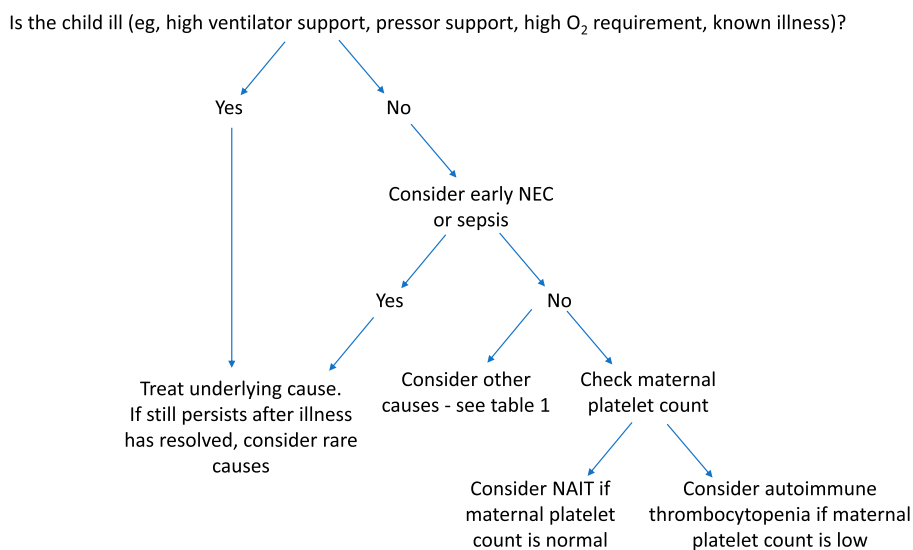 Is the child ill (eg, high ventilator support, pressor support, high O₂ requirement, known illness)?
Yes
No
Consider early NEC
or sepsis
Yes
No
Treat underlying cause.
If still persists after illness
has resolved, consider rare
causes
Consider other
causes - see table 1
Check maternal
platelet count
Consider NAIT if
maternal platelet
count is normal
Consider autoimmune
thrombocytopenia if maternal
platelet count is low